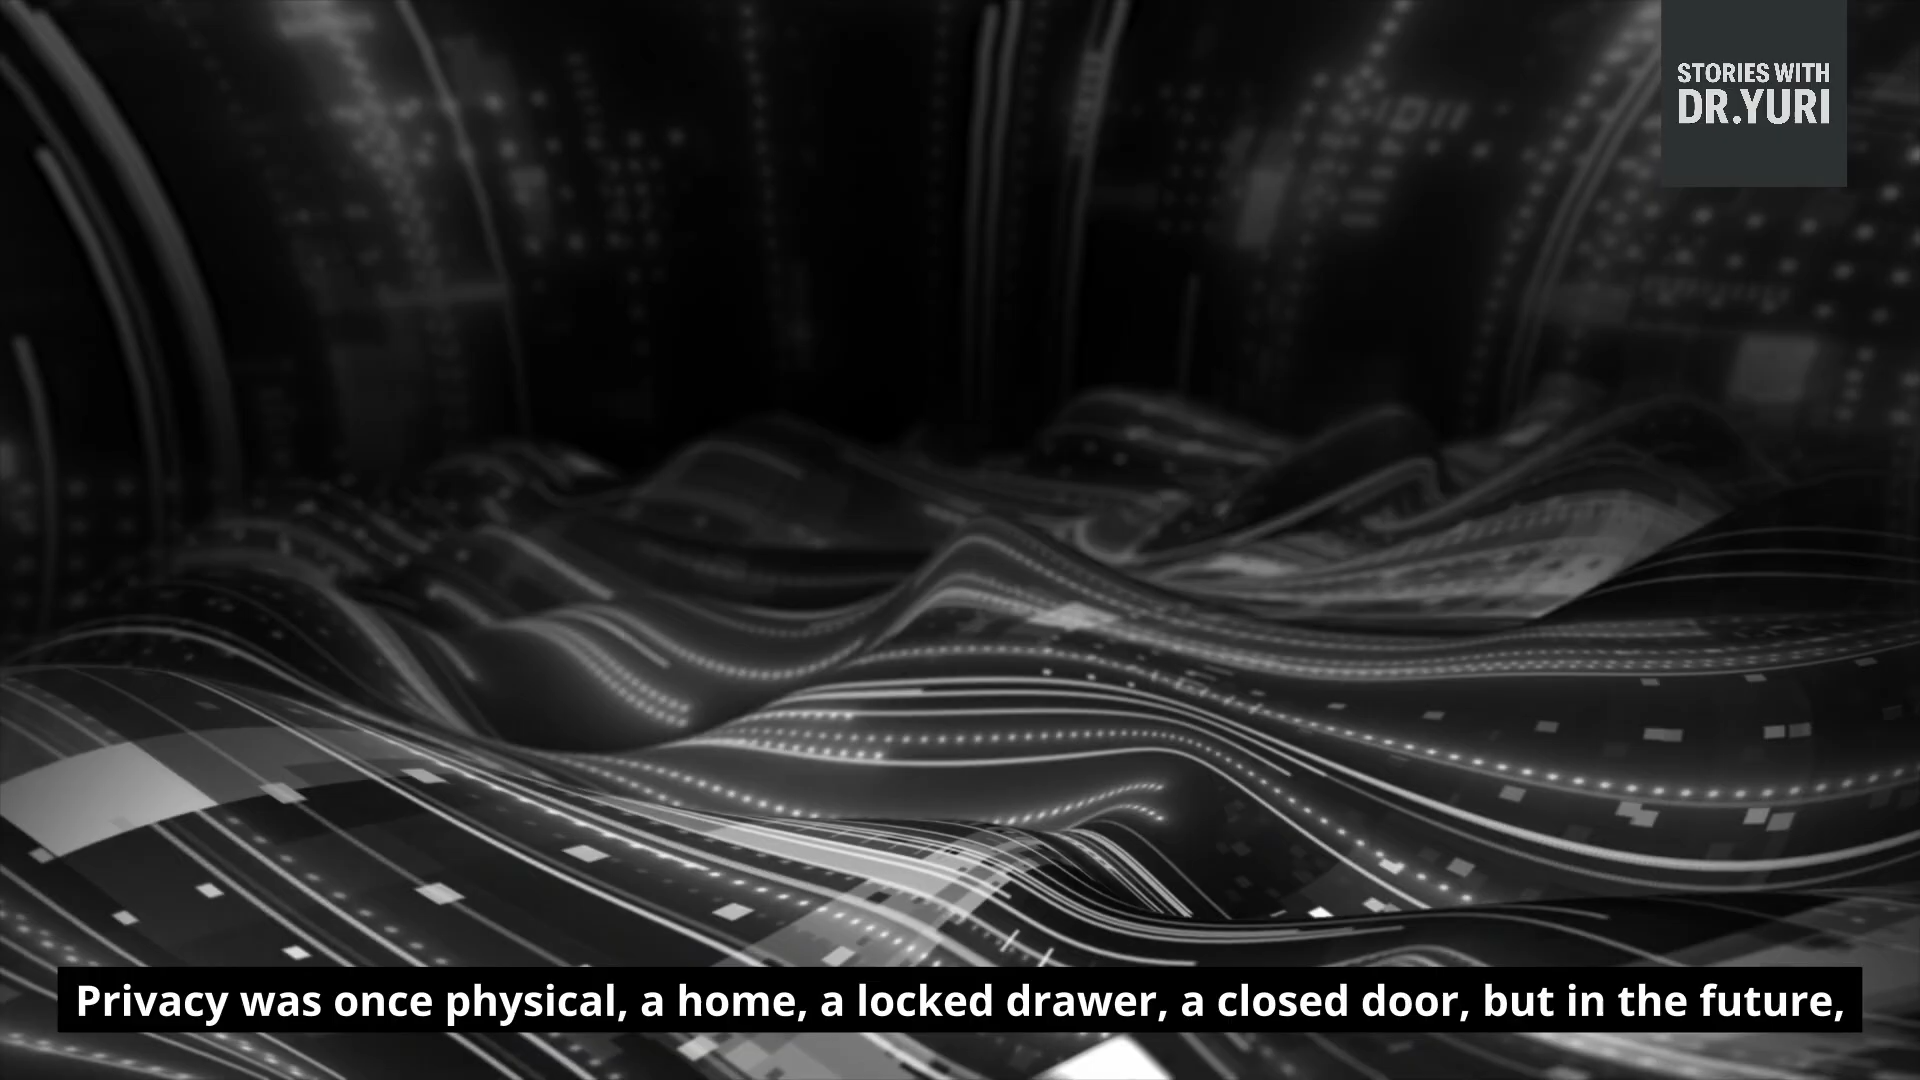 STORIES WITH
DR.YURI
Privacy was once physical, a home, a locked drawer, a closed door, but in the future,